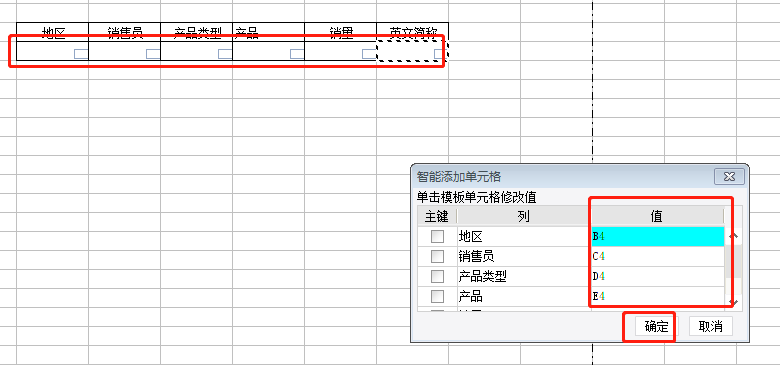 地区 销售员 产品类型 产品 销量 英文简称
智能添加单元格
单击模板单元格修改值
主键 列 值
地区 B4
销售员 C4
产品类型 D4
产品 E4
确定 取消